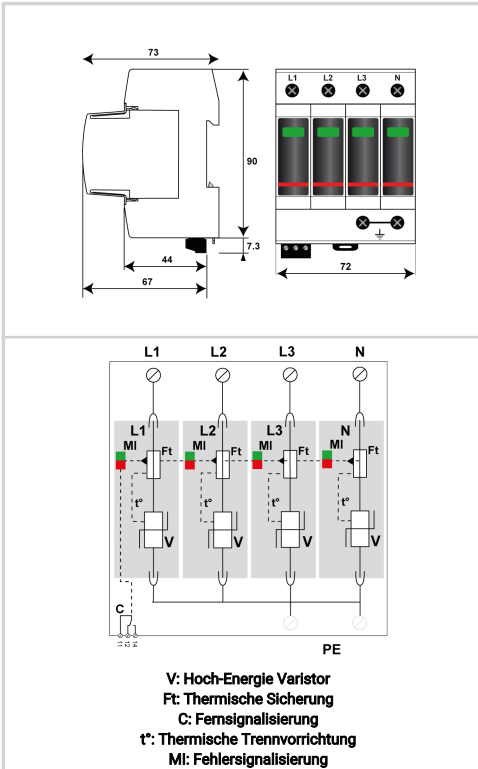 73
90
7.3
44
67
L1 L2 L3 N
72
L1 L2 L3 N
L1 L2 L3 N
MI MI MI MI
Ft Ft Ft Ft
t° t° t° t°
V V V V
C
11 12 14
PE
V: Hoch-Energie Varistor
Ft: Thermische Sicherung
C: Fernsignalisierung
t°: Thermische Trennvorrichtung
MI: Fehlersignalisierung